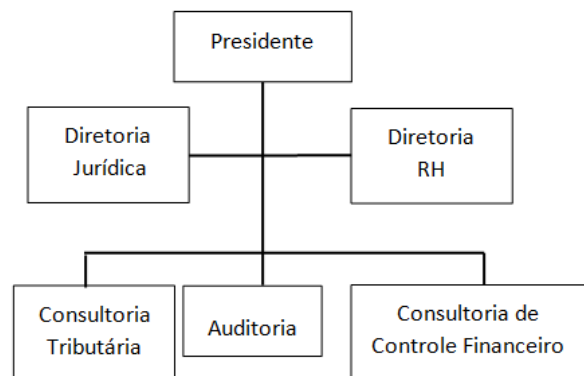 Presidente
Diretoria
Jurídica
Diretoria
RH
Consultoria
Tributária
Auditoria
Consultoria de
Controle Financeiro